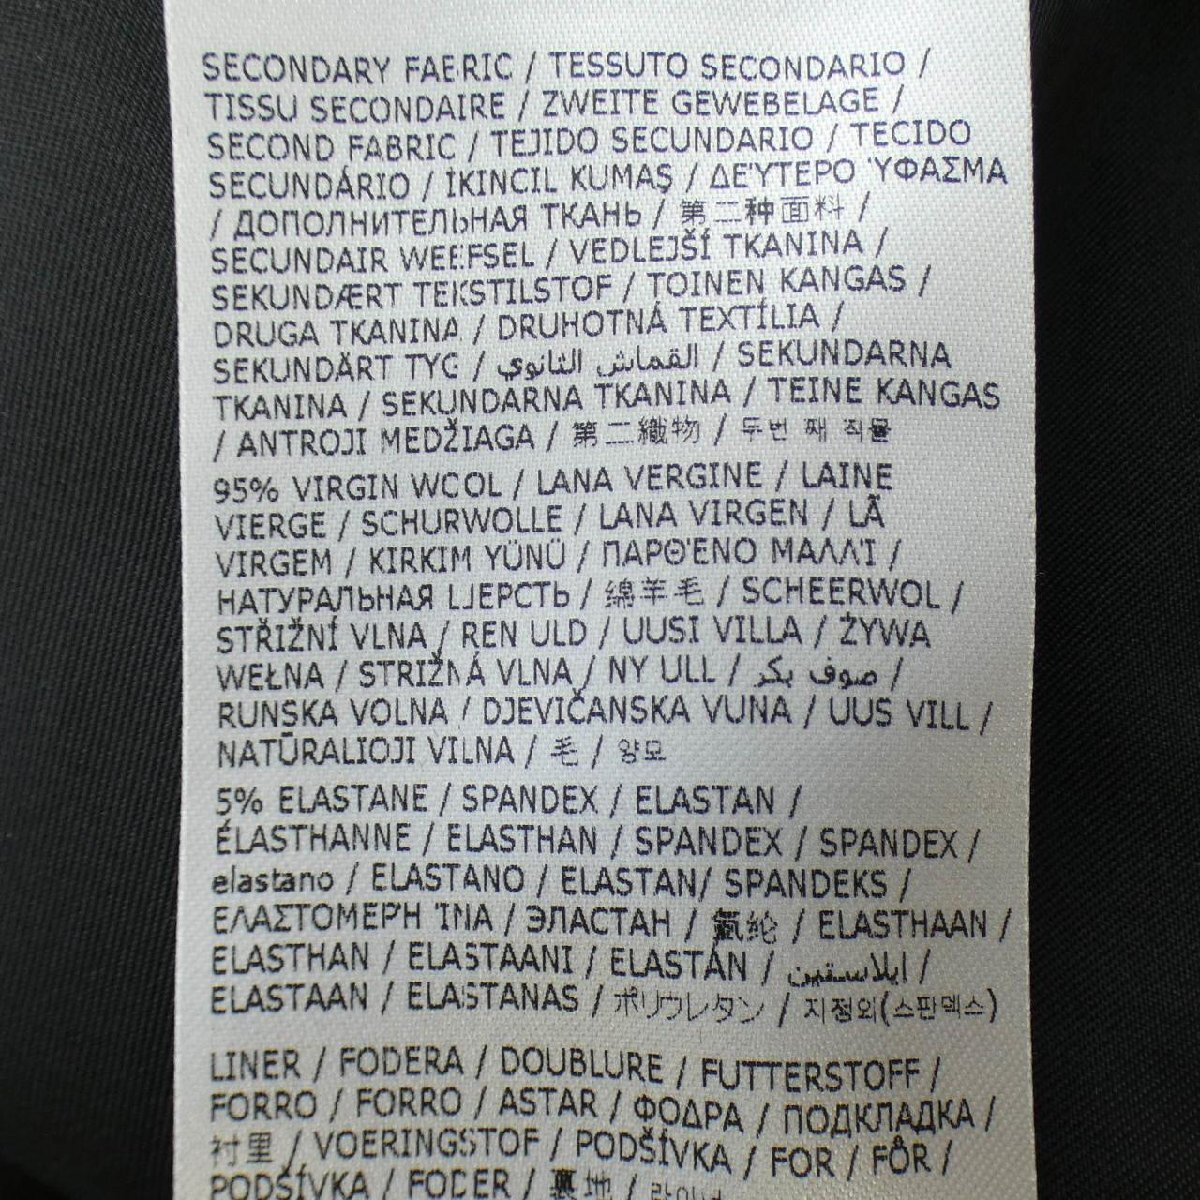 SECONDARY FABRIC / TESSUTO SECONDARIO /
TISSU SECONDAIRE / ZWEITE GEWEBELAGE /
SECOND FABRIC / TEJIDO SECUNDARIO / TECIDO
SECUNDÁRIO / İKINCIL KUMAŞ / ΔΕΎΤΕΡΟ ΎΦΑΣΜΑ
/ ДОПОЛНИТЕЛЬНАЯ ТКАНЬ / 第二种面料 /
SECUNDAIR WEEFSEL / VEDLEJŠÍ TKANINA /
SEKUNDÆRT TEKSTILSTOF / TOINEN KANGAS /
DRUGA TKANINA / DRUHOTNÁ TEXTÍLIA /
SEKUNDÄRT TYG / القماش الثانوي / SEKUNDARNA
TKANINA / SEKUNDARNA TKANINA / TEINE KANGAS
/ ANTROJI MEDŽIAGA / 第二織物 / 두번 째 직물
95% VIRGIN WOOL / LANA VERGINE / LAINE
VIERGE / SCHURWOLLE / LANA VIRGEN / LÃ
VIRGEM / KIRKIM YÜNÜ / ΠΑΡΘΈΝΟ ΜΑΛΛΊ /
НАТУРАЛЬНАЯ ШЕРСТЬ / 绵羊毛 / SCHEERWOL /
STŘIŽNÍ VLNA / REN ULD / UUSI VILLA / ŻYWA
WEŁNA / STRIŽNÁ VLNA / NY ULL / صوف بكر /
RUNSKA VOLNA / DJEVIČANSKA VUNA / UUS VILL /
NATŪRALIOJI VILNA / 毛 / 양모
5% ELASTANE / SPANDEX / ELASTAN /
ÉLASTHANNE / ELASTHAN / SPANDEX / SPANDEX /
elastano / ELASTANO / ELASTAN/ SPANDEKS /
ΕΛΑΣΤΟΜΕΡΉ ΊΝΑ / ЭЛАСТАН / 氨纶 / ELASTHAAN /
ELASTHAN / ELASTAANI / ELASTÁN / ايلاستين /
ELASTAAN / ELASTANAS / ポリウレタン / 지정외(스판덱스)
LINER / FODERA / DOUBLURE / FUTTERSTOFF /
FORRO / FORRO / ASTAR / ΦΟΔΡΑ / ПОДКЛАДКА /
衬里 / VOERINGSTOF / PODŠÍVKA / FOR / FÔR /
PODŠÍVKA / FODER / 裏地 /